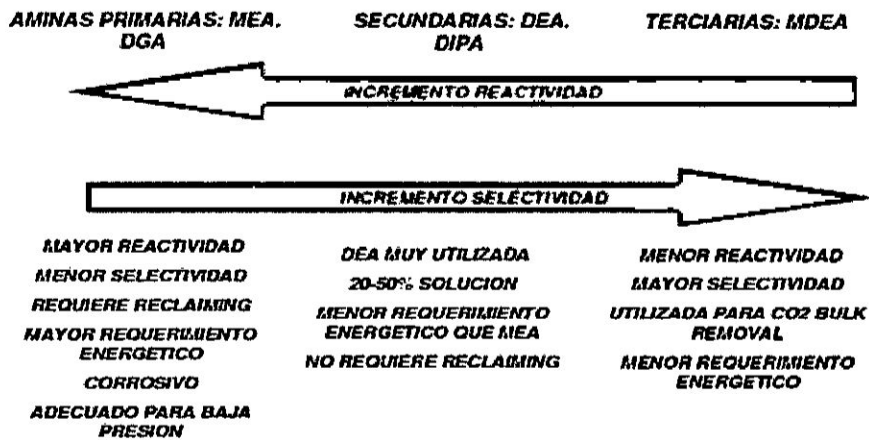 AMINAS PRIMARIAS: MEA.
DGA
SECUNDARIAS: DEA.
DIPA
TERCIARIAS: MDEA
INCREMENTO REACTIVIDAD
INCREMENTO SELECTIVIDAD
MAYOR REACTIVIDAD
MENOR SELECTIVIDAD
REQUIERE RECLAIMING
MAYOR REQUERIMIENTO
ENERGETICO
CORROSIVO
ADECUADO PARA BAJA
PRESION
DEA MUY UTILIZADA
20-50% SOLUCION
MENOR REQUERIMIENTO
ENERGETICO QUE MEA
NO REQUIERE RECLAIMING
MENOR REACTIVIDAD
MAYOR SELECTIVIDAD
UTILIZADA PARA CO2 BULK
REMOVAL
MENOR REQUERIMIENTO
ENERGETICO